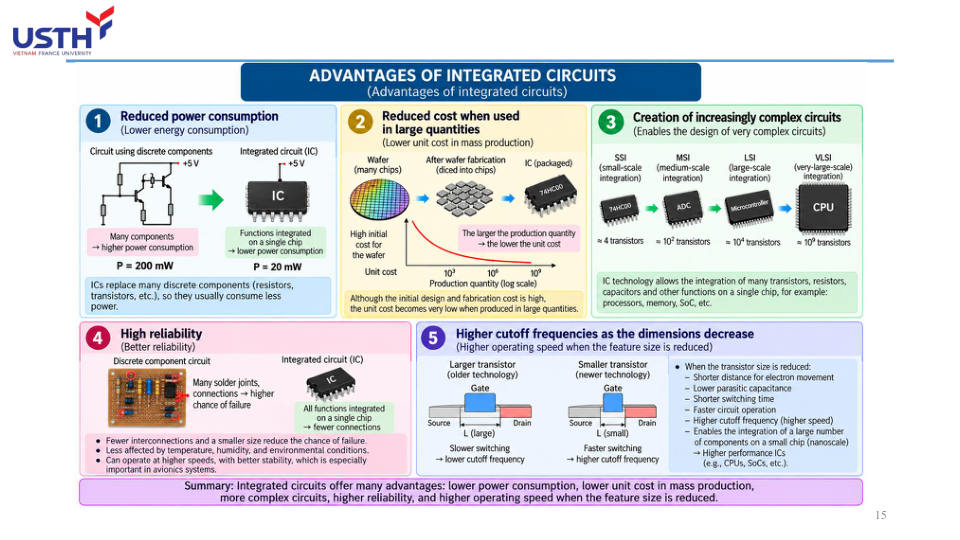 USTH
VIETNAM FRANCE UNIVERSITY
ADVANTAGES OF INTEGRATED CIRCUITS
(Advantages of integrated circuits)
1
Reduced power consumption
(Lower energy consumption)
Circuit using discrete components
+5 V
Many components
→ higher power consumption
P = 200 mW
Integrated circuit (IC)
+5 V
IC
Functions integrated
on a single chip
→ lower power consumption
P = 20 mW
ICs replace many discrete components (resistors,
transistors, etc.), so they usually consume less
power.
2
Reduced cost when used
in large quantities
(Lower unit cost in mass production)
Wafer
(many chips)
After wafer fabrication
(diced into chips)
IC (packaged)
74HC00
High initial
cost for
the wafer
The larger the production quantity
→ the lower the unit cost
Unit cost
10³
10⁶
10⁹
Production quantity (log scale)
Although the initial design and fabrication cost is high,
the unit cost becomes very low when produced in large quantities.
3
Creation of increasingly complex circuits
(Enables the design of very complex circuits)
SSI
(small-scale
integration)
74HC00
≈ 4 transistors
MSI
(medium-scale
integration)
ADC
≈ 10² transistors
LSI
(large-scale
integration)
Microcontroller
≈ 10⁴ transistors
VLSI
(very-large-scale)
integration)
CPU
≈ 10⁹ transistors
IC technology allows the integration of many transistors, resistors,
capacitors and other functions on a single chip, for example:
processors, memory, SoC, etc.
4
High reliability
(Better reliability)
Discrete component circuit
Many solder joints,
connections → higher
chance of failure
Integrated circuit (IC)
IC
All functions integrated
on a single chip
→ fewer connections
• Fewer interconnections and a smaller size reduce the chance of failure.
• Less affected by temperature, humidity, and environmental conditions.
• Can operate at higher speeds, with better stability, which is especially
important in avionics systems.
5
Higher cutoff frequencies as the dimensions decrease
(Higher operating speed when the feature size is reduced)
Larger transistor
(older technology)
Gate
Source
Drain
L (large)
Slower switching
→ lower cutoff frequency
Smaller transistor
(newer technology)
Gate
Source
Drain
L (small)
Faster switching
→ higher cutoff frequency
• When the transistor size is reduced:
– Shorter distance for electron movement
– Lower parasitic capacitance
– Shorter switching time
– Faster circuit operation
– Higher cutoff frequency (higher speed)
– Enables the integration of a large number
of components on a small chip (nanoscale)
→ Higher performance ICs
(e.g., CPUs, SoCs, etc.).
Summary: Integrated circuits offer many advantages: lower power consumption, lower unit cost in mass production,
more complex circuits, higher reliability, and higher operating speed when the feature size is reduced.
15